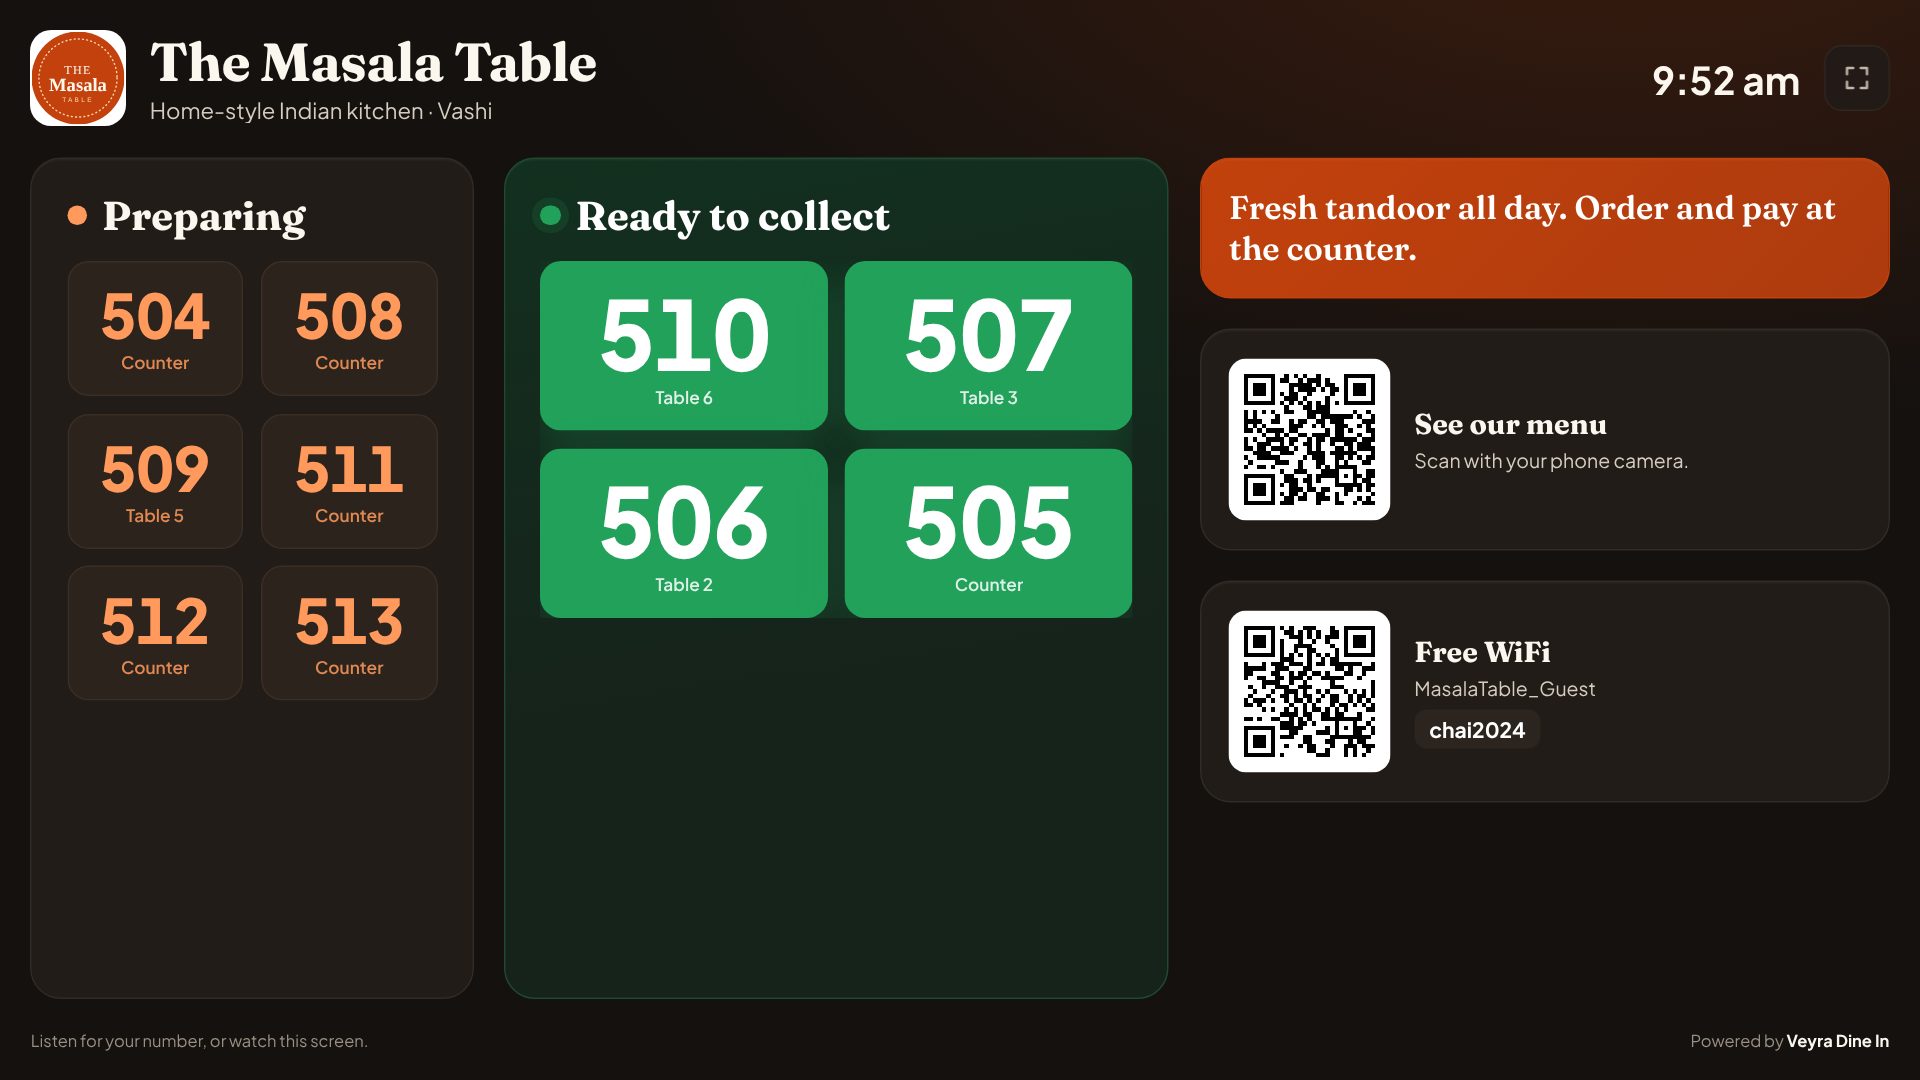 THE
Masala
TABLE
The Masala Table
Home-style Indian kitchen · Vashi
9:52 am
Preparing
504
Counter
508
Counter
509
Table 5
511
Counter
512
Counter
513
Counter
Ready to collect
510
Table 6
507
Table 3
506
Table 2
505
Counter
Fresh tandoor all day. Order and pay at
the counter.
See our menu
Scan with your phone camera.
Free WiFi
MasalaTable_Guest
chai2024
Listen for your number, or watch this screen.
Powered by Veyra Dine In